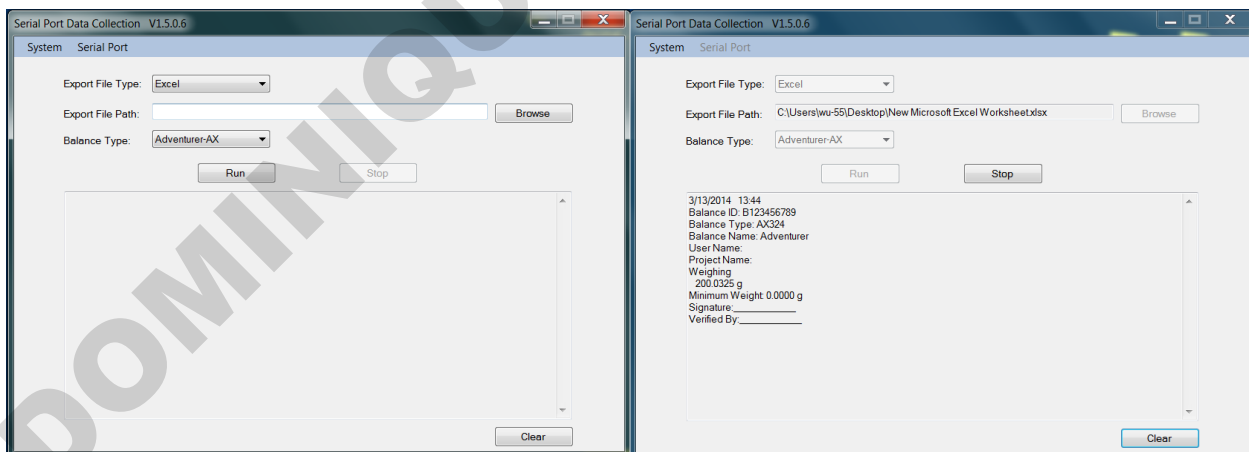 Serial Port Data Collection V1.5.0.6
System Serial Port
Export File Type: Excel
Export File Path: Browse
Balance Type: Adventurer-AX
Run Stop
Clear
Serial Port Data Collection V1.5.0.6
System Serial Port
Export File Type: Excel
Export File Path: C:\Users\wu-55\Desktop\New Microsoft Excel Worksheet.xlsx Browse
Balance Type: Adventurer-AX
Run Stop
3/13/2014 13:44
Balance ID: B123456789
Balance Type: AX324
Balance Name: Adventurer
User Name:
Project Name:
Weighing
200.0325 g
Minimum Weight: 0.0000 g
Signature:____________
Verified By:____________
Clear
DOMINIQU